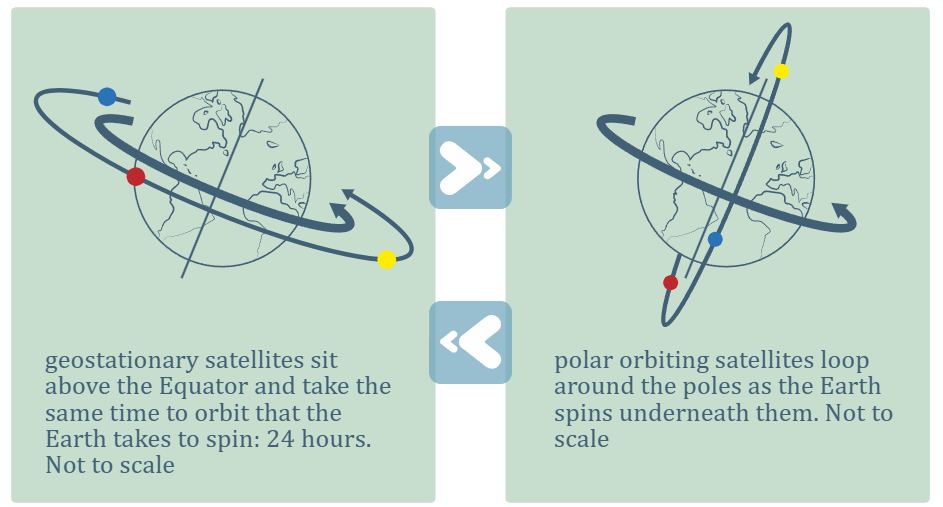 geostationary satellites sit
above the Equator and take the
same time to orbit that the
Earth takes to spin: 24 hours.
Not to scale
polar orbiting satellites loop
around the poles as the Earth
spins underneath them. Not to
scale